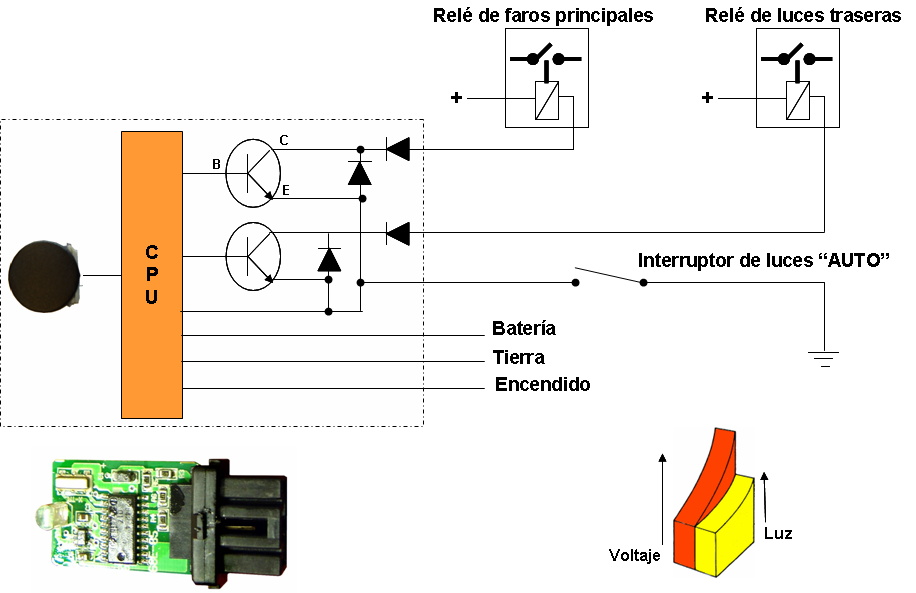 Relé de faros principales
Relé de luces traseras
+
+
C
B
E
C
P
U
Interruptor de luces “AUTO”
Batería
Tierra
Encendido
Voltaje
Luz